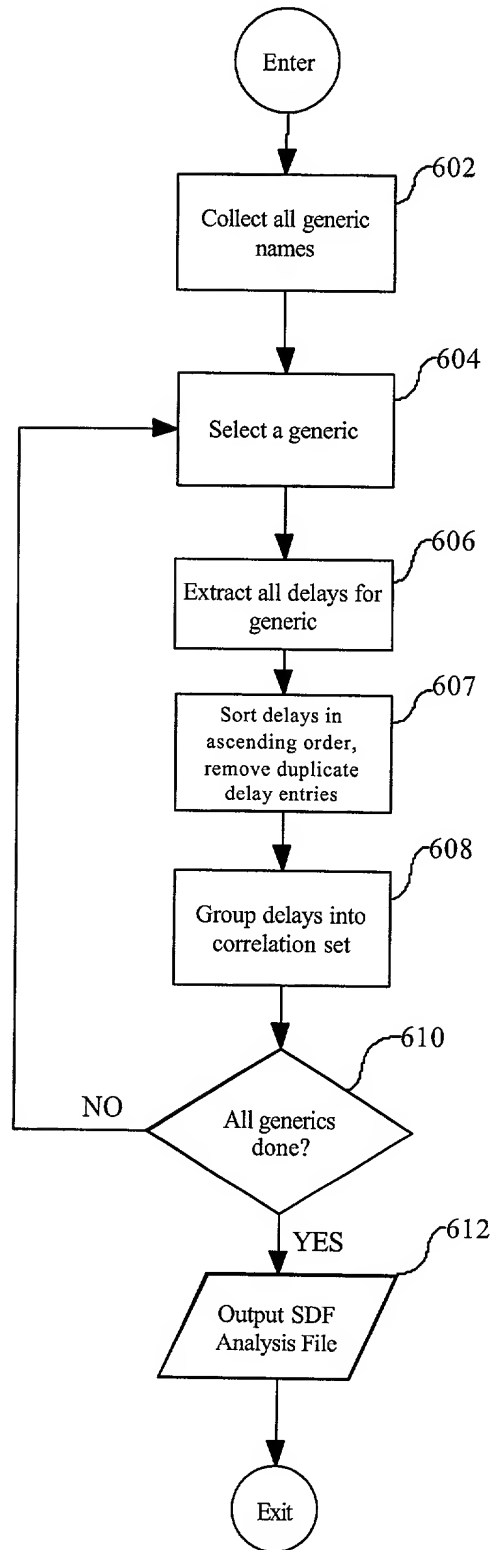 Enter
602
Collect all generic
names
604
Select a generic
606
Extract all delays for
generic
607
Sort delays in
ascending order,
remove duplicate
delay entries
608
Group delays into
correlation set
610
NO
All generics
done?
YES
612
Output SDF
Analysis File
Exit